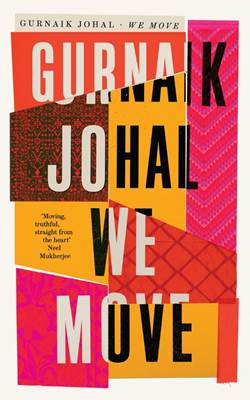 GURNAIK JOHAL · WE MOVE
GURNAIK
JOHAL
WE
MOVE
'Moving,
truthful,
straight from
the heart'
Neel
Mukherjee